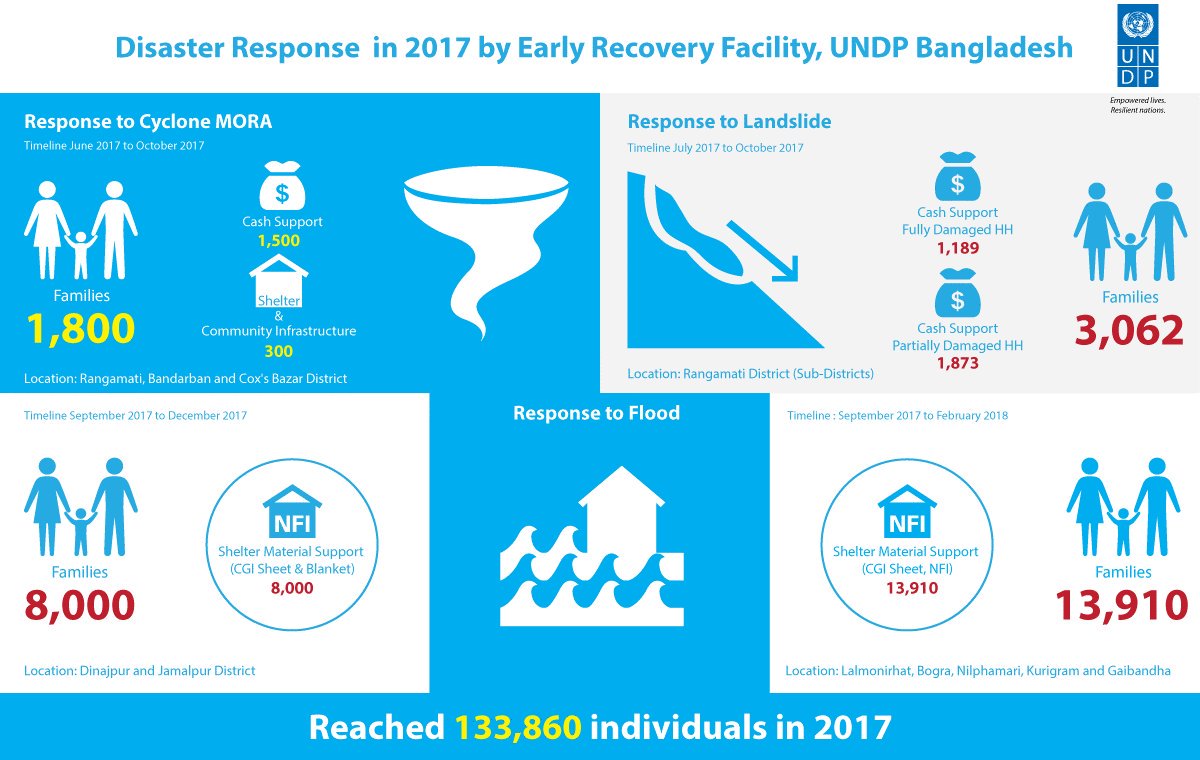 Disaster Response in 2017 by Early Recovery Facility, UNDP Bangladesh
U N
D P
Empowered lives.
Resilient nations.
Response to Cyclone MORA
Timeline June 2017 to October 2017
Families
1,800
$
Cash Support
1,500
Shelter
&
Community Infrastructure
300
Location: Rangamati, Bandarban and Cox's Bazar District
Response to Landslide
Timeline July 2017 to October 2017
$
Cash Support
Fully Damaged HH
1,189
$
Cash Support
Partially Damaged HH
1,873
Families
3,062
Location: Rangamati District (Sub-Districts)
Timeline September 2017 to December 2017
Families
8,000
NFI
Shelter Material Support
(CGI Sheet & Blanket)
8,000
Location: Dinajpur and Jamalpur District
Response to Flood
Timeline : September 2017 to February 2018
NFI
Shelter Material Support
(CGI Sheet, NFI)
13,910
Families
13,910
Location: Lalmonirhat, Bogra, Nilphamari, Kurigram and Gaibandha
Reached 133,860 individuals in 2017